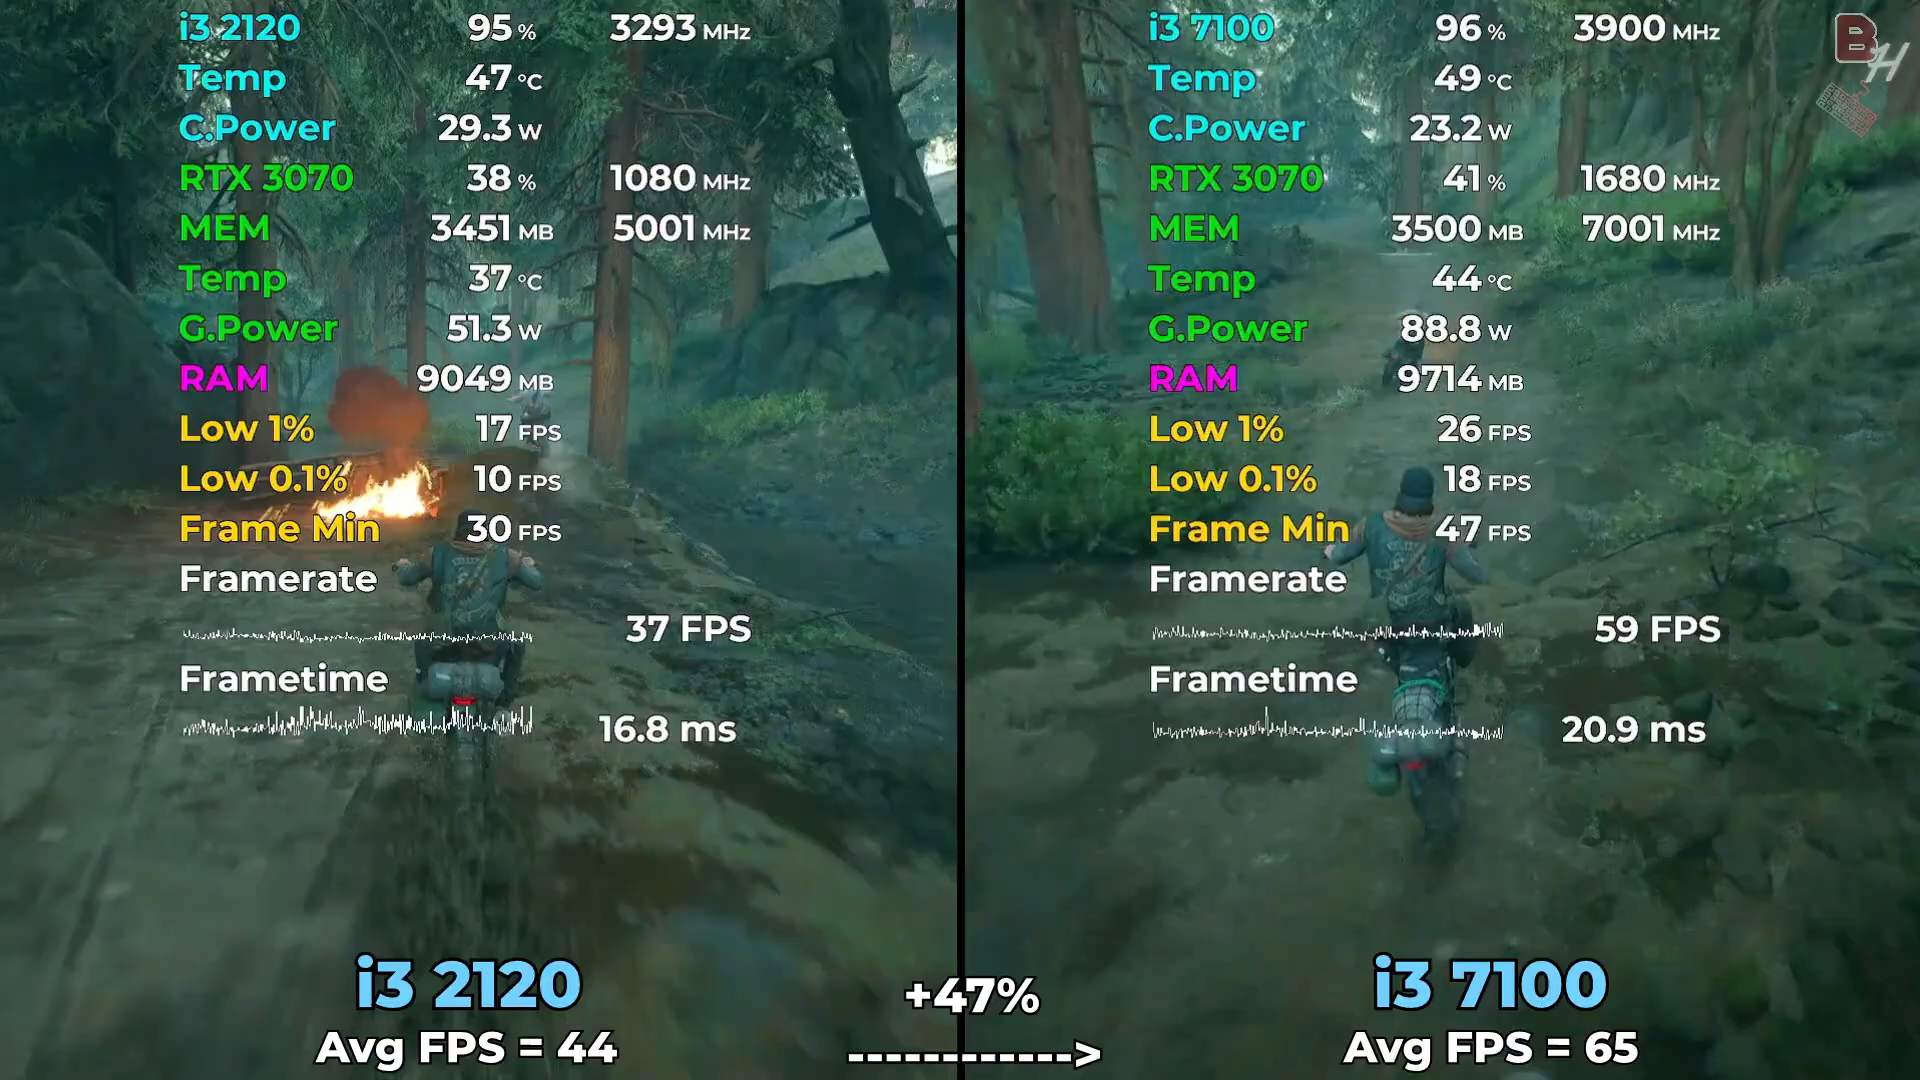 i3 2120 95 % 3293 MHz
Temp 47 °C
C.Power 29.3 W
RTX 3070 38 % 1080 MHz
MEM 3451 MB 5001 MHz
Temp 37 °C
G.Power 51.3 W
RAM 9049 MB
Low 1% 17 FPS
Low 0.1% 10 FPS
Frame Min 30 FPS
Framerate
37 FPS
Frametime
16.8 ms
i3 2120
Avg FPS = 44
+47%
------------>
i3 7100 96 % 3900 MHz
Temp 49 °C
C.Power 23.2 W
RTX 3070 41 % 1680 MHz
MEM 3500 MB 7001 MHz
Temp 44 °C
G.Power 88.8 W
RAM 9714 MB
Low 1% 26 FPS
Low 0.1% 18 FPS
Frame Min 47 FPS
Framerate
59 FPS
Frametime
20.9 ms
i3 7100
Avg FPS = 65
BH